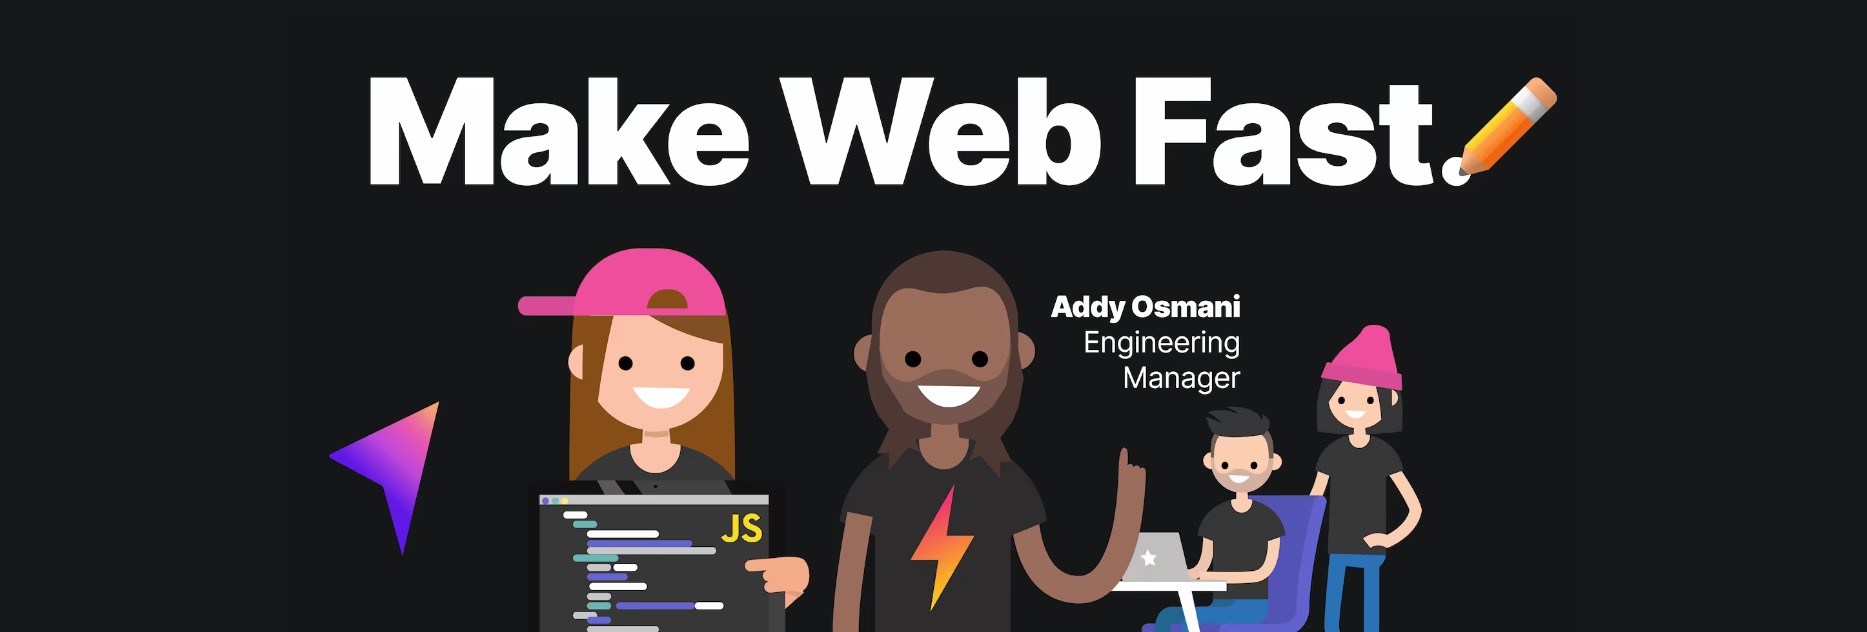 Make Web Fast.
Addy Osmani
Engineering
Manager
JS